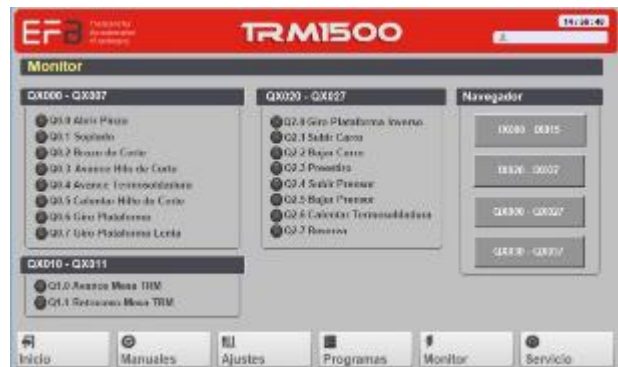 EFa
TRM1500
Monitor
QX000 - QX007
Q0.0 Abrir Pinza
Q0.1 Soplado
Q0.2 Brazo de Corte
Q0.3 Avance Hilo de Corte
Q0.4 Avance Termosoldadura
Q0.5 Calentar Hilo de Corte
Q0.6 Giro Plataforma
Q0.7 Giro Plataforma Lenta
QX010 - QX011
Q1.0 Avance Mesa TRM
Q1.1 Retroceso Mesa TRM
QX020 - QX027
Q2.0 Giro Plataforma Inverso
Q2.1 Subir Carro
Q2.2 Bajar Carro
Q2.3 Preestiro
Q2.4 Subir Prensor
Q2.5 Bajar Prensor
Q2.6 Calentar Termosoldadura
Q2.7 Reserva
Navegador
QX000 - QX027
QX030 - QX037
Inicio
Manuales
Ajustes
Programas
Monitor
Servicio